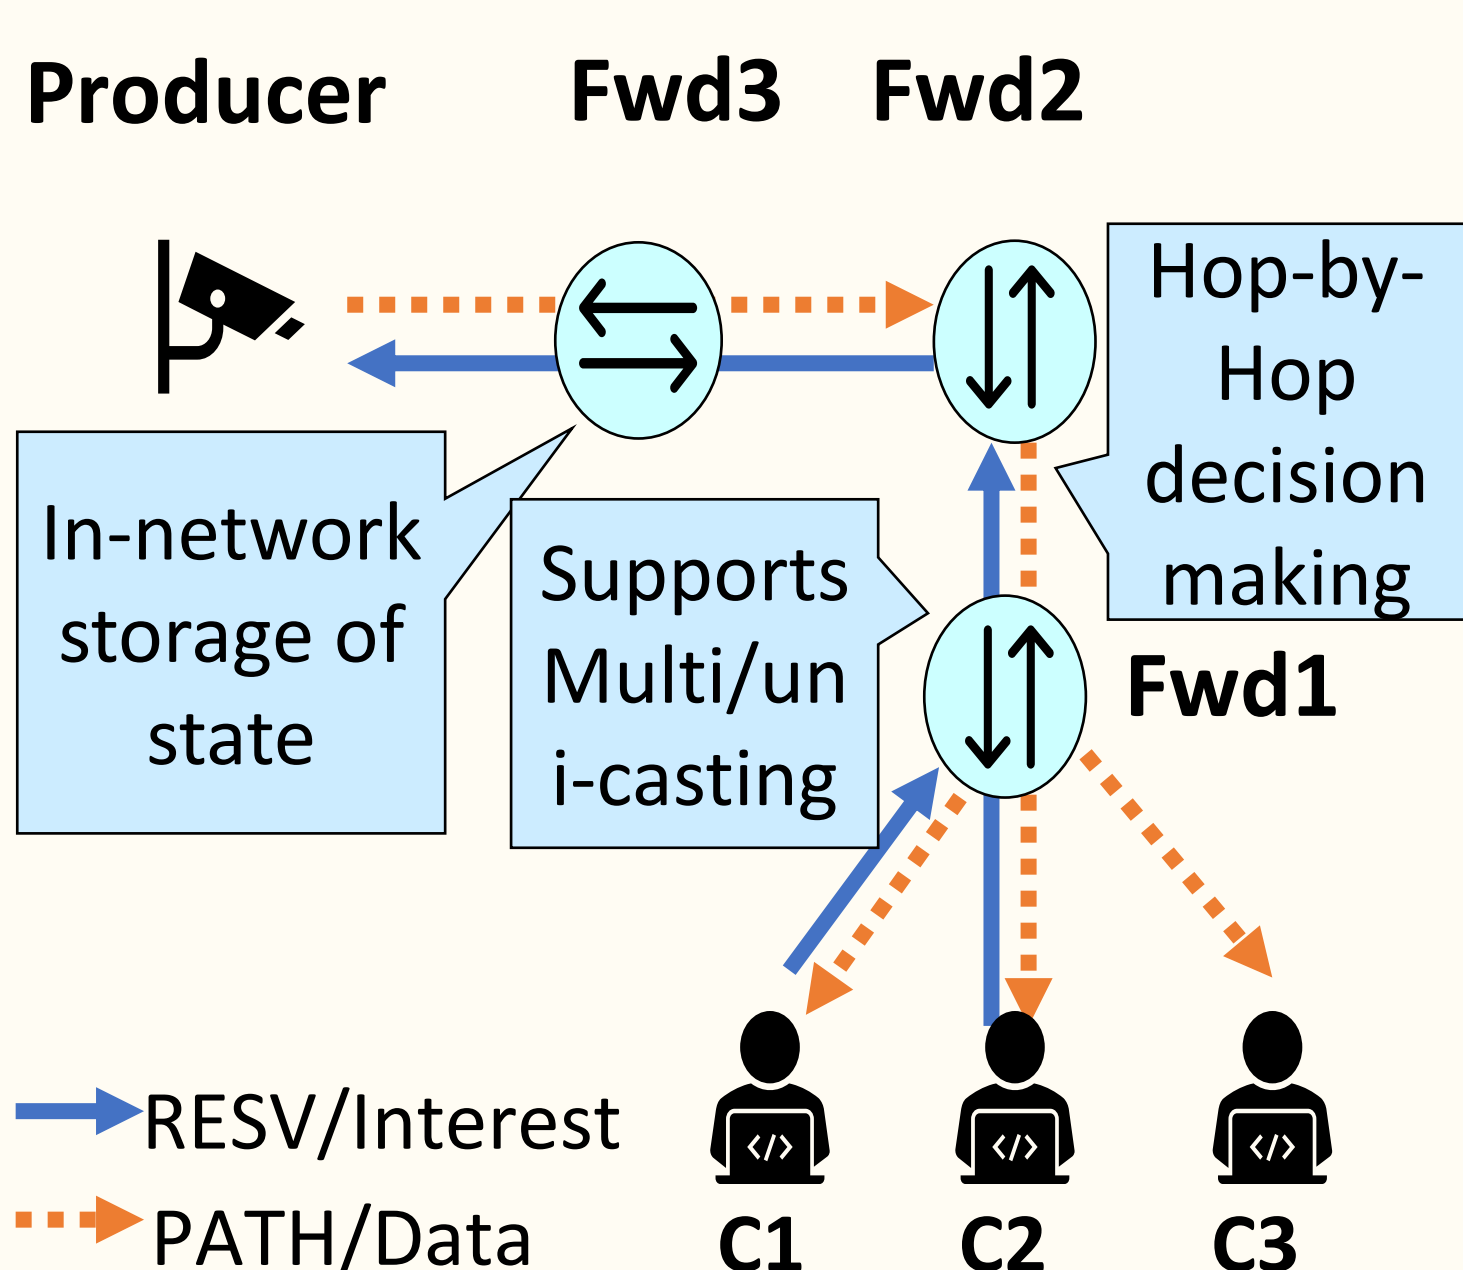 Producer
Fwd3
Fwd2
Hop-by-
Hop
decision
making
In-network
storage of
state
Supports
Multi/un
i-casting
Fwd1
RESV/Interest
PATH/Data
</>
</>
</>
C1
C2
C3